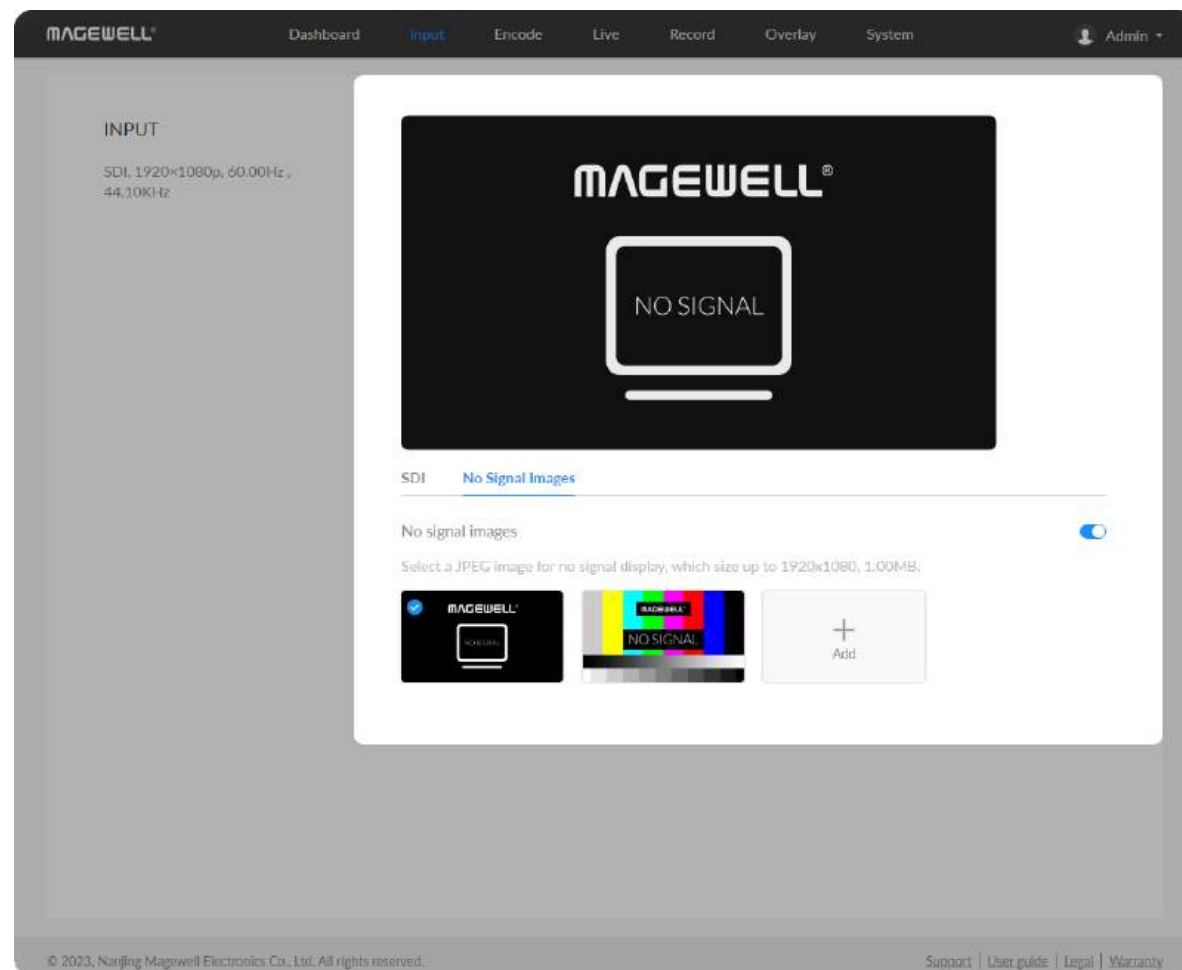 MAGEWELL®
Dashboard Input Encode Live Record Overlay System Admin
INPUT
SDI, 1920×1080p, 60.00Hz ,
44.10KHz
MAGEWELL®
NO SIGNAL
SDI No Signal Images
No signal images
Select a JPEG image for no signal display, which size up to 1920x1080, 1.00MB.
MAGEWELL®
NO SIGNAL
MAGEWELL®
NO SIGNAL
Add
© 2023, Nanjing Magewell Electronics Co., Ltd. All rights reserved.
Support | User guide | Legal | Warranty